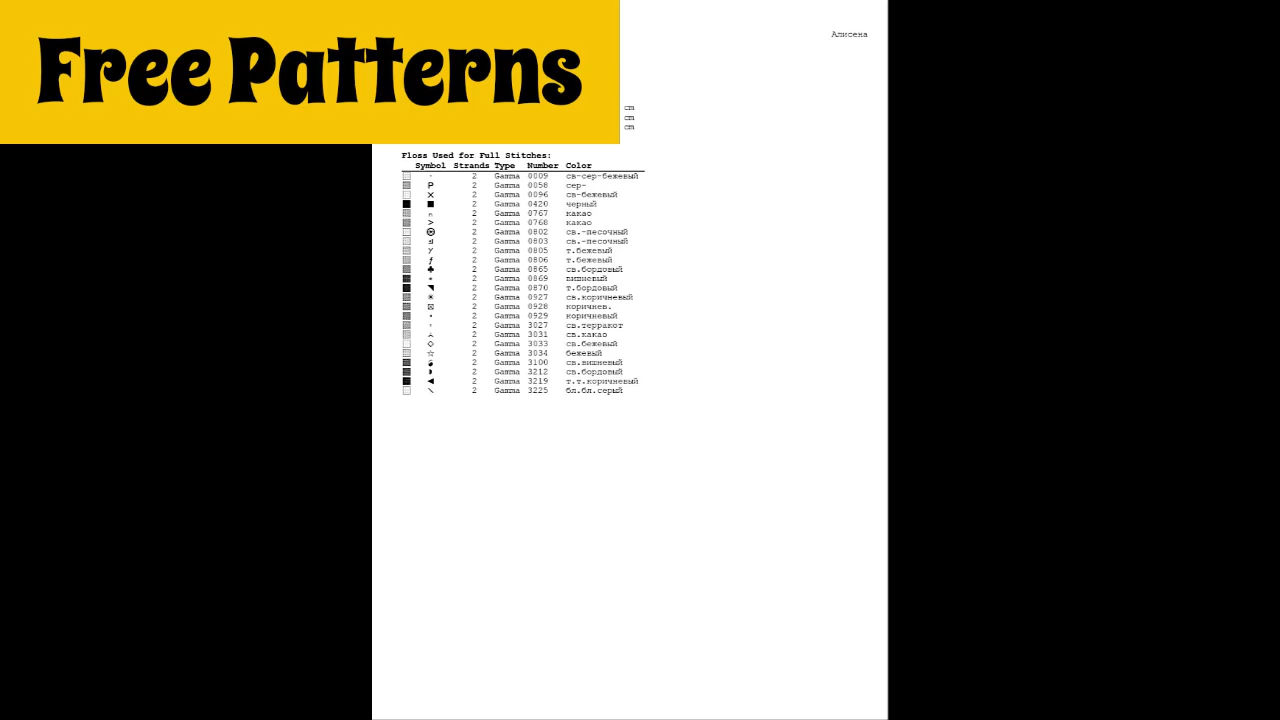 Free Patterns
Алисена
cm
cm
cm
Floss Used for Full Stitches:
Symbol Strands Type Number Color
2 Gamma 0009 св-сер-бежевый
P 2 Gamma 0058 сер-
2 Gamma 0096 св-бежевый
2 Gamma 0420 черный
2 Gamma 0767 какао
> 2 Gamma 0768 какао
2 Gamma 0802 св.-песочный
2 Gamma 0803 св.-песочный
2 Gamma 0805 т.бежевый
ƒ 2 Gamma 0806 т.бежевый
♣ 2 Gamma 0865 св.бордовый
2 Gamma 0869 вишневый
◥ 2 Gamma 0870 т.бордовый
2 Gamma 0927 св.коричневый
⊠ 2 Gamma 0928 коричнев.
2 Gamma 0929 коричневый
2 Gamma 3027 св.терракот
2 Gamma 3031 св.какао
◇ 2 Gamma 3033 св.бежевый
☆ 2 Gamma 3034 бежевый
2 Gamma 3100 св.вишневый
2 Gamma 3212 св.бордовый
◀ 2 Gamma 3219 т.т.коричневый
\ 2 Gamma 3225 бл.бл.серый